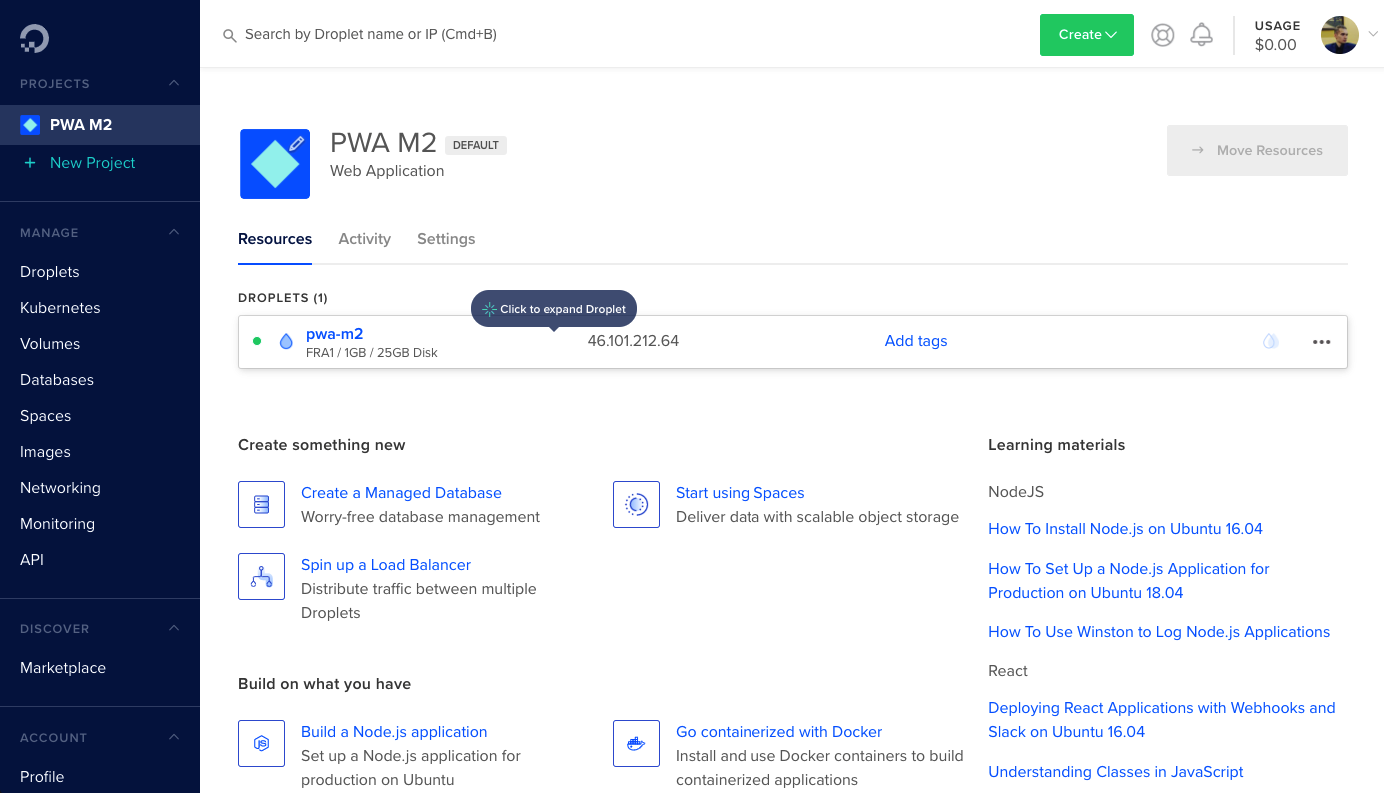 Search by Droplet name or IP (Cmd+B)
Create
USAGE
$0.00
PROJECTS
PWA M2
+ New Project
MANAGE
Droplets
Kubernetes
Volumes
Databases
Spaces
Images
Networking
Monitoring
API
DISCOVER
Marketplace
ACCOUNT
Profile
PWA M2 DEFAULT
Web Application
→ Move Resources
Resources Activity Settings
DROPLETS (1)
Click to expand Droplet
pwa-m2
FRA1 / 1GB / 25GB Disk
46.101.212.64
Add tags
Create something new
Create a Managed Database
Worry-free database management
Start using Spaces
Deliver data with scalable object storage
Spin up a Load Balancer
Distribute traffic between multiple
Droplets
Build on what you have
Build a Node.js application
Set up a Node.js application for
production on Ubuntu
Go containerized with Docker
Install and use Docker containers to build
containerized applications
Learning materials
NodeJS
How To Install Node.js on Ubuntu 16.04
How To Set Up a Node.js Application for
Production on Ubuntu 18.04
How To Use Winston to Log Node.js Applications
React
Deploying React Applications with Webhooks and
Slack on Ubuntu 16.04
Understanding Classes in JavaScript